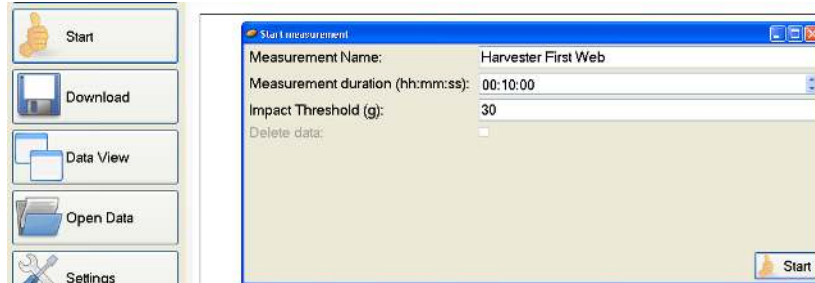 Start
Download
Data View
Open Data
Settings
Start measurement
Measurement Name: Harvester First Web
Measurement duration (hh:mm:ss): 00:10:00
Impact Threshold (g): 30
Delete data:
Start